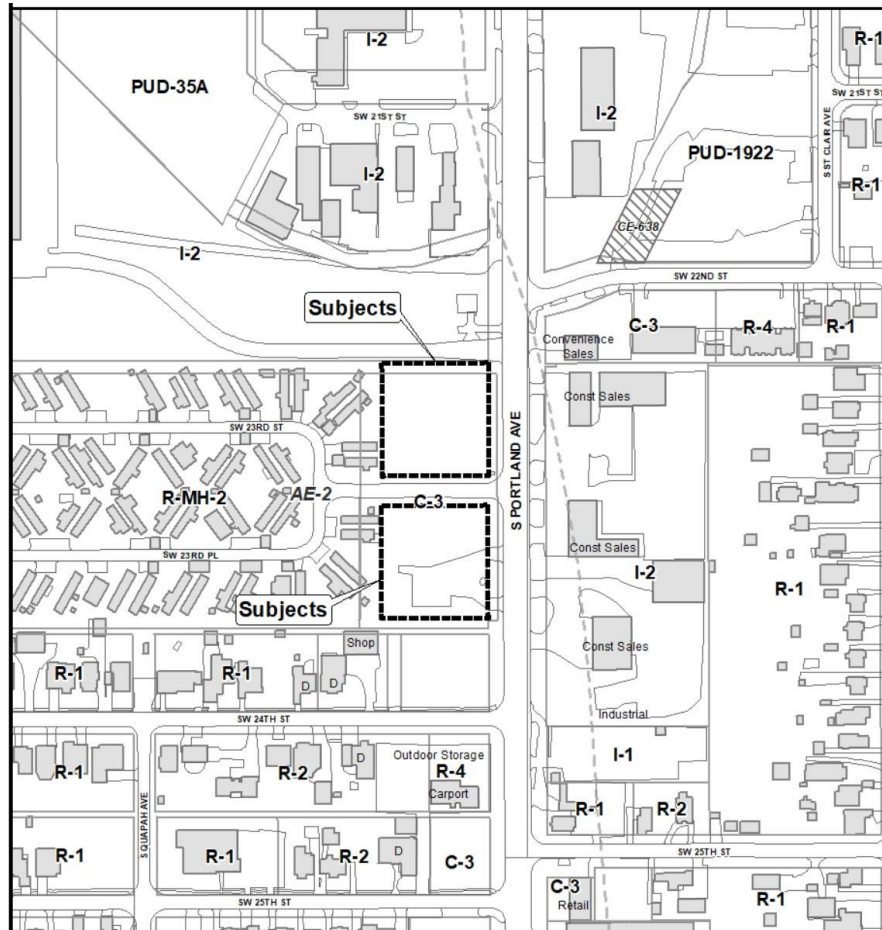 I-2
R-1
PUD-35A
SW 21ST ST
SW 21ST ST
I-2
I-2
PUD-1922
S ST CLAIR AVE
R-1
CE-638
I-2
SW 22ND ST
Subjects
C-3
R-4
R-1
Convenience
Sales
Const Sales
SW 23RD ST
R-MH-2
AE-2
C-3
S PORTLAND AVE
Const Sales
SW 23RD PL
I-2
R-1
Subjects
Const Sales
Shop
R-1
R-1
D
D
Industrial
SW 24TH ST
Outdoor Storage
R-1
R-2
D
R-4
I-1
Carport
R-1
R-2
S QUAPAH AVE
SW 25TH ST
R-1
R-1
R-2
D
C-3
C-3
Retail
R-1
SW 25TH ST